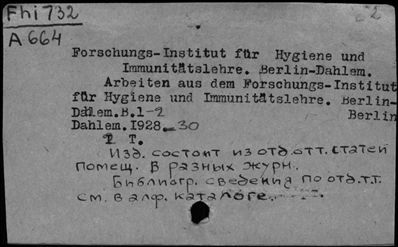 Fhi 732
A 664
Forschungs-Institut für Hygiene und
Immunitätslehre. Berlin-Dahlem.
Arbeiten aus dem Forschungs-Institut
für Hygiene und Immunitätslehre. Berlin-
Dahlem. B.1-2 Berlin
Dahlem. 1928-30
2 T.
Изд. состоит из отд. отт. статей
помещ. в разных журн.
Библиогр. сведения по отд. т.т.
см. в алф. каталоге.